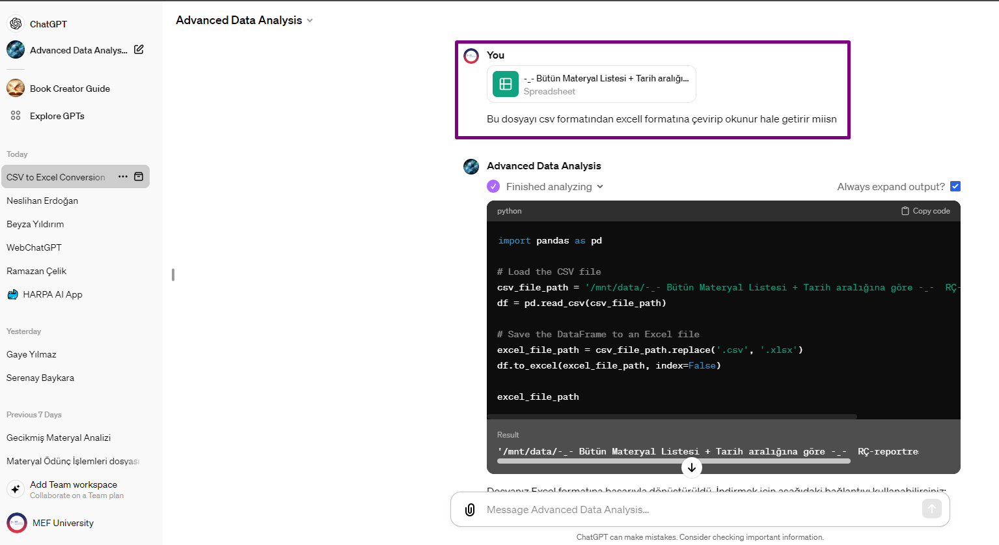 ChatGPT
Advanced Data Analys...
Book Creator Guide
Explore GPTs
Today
CSV to Excel Conversion
Neslihan Erdoğan
Beyza Yıldırım
WebChatGPT
Ramazan Çelik
HARPA AI App
Yesterday
Gaye Yılmaz
Serenay Baykara
Previous 7 Days
Gecikmiş Materyal Analizi
Materyal Ödünç İşlemleri dosyası
Add Team workspace
Collaborate on a Team plan
MEF University
Advanced Data Analysis
You
-_- Bütün Materyal Listesi + Tarih aralığı...
Spreadsheet
Bu dosyayı csv formatından excell formatına çevirip okunur hale getirir miisn
Advanced Data Analysis
Finished analyzing
Always expand output?
python
Copy code
import pandas as pd
# Load the CSV file
csv_file_path = '/mnt/data/-_- Bütün Materyal Listesi + Tarih aralığına göre -_-  RÇ-
df = pd.read_csv(csv_file_path)
# Save the DataFrame to an Excel file
excel_file_path = csv_file_path.replace('.csv', '.xlsx')
df.to_excel(excel_file_path, index=False)
excel_file_path
Result
'/mnt/data/-_- Bütün Materyal Listesi + Tarih aralığına göre -_-  RÇ-reportre
Dosyanız Excel formatına başarıyla dönüştürüldü. İndirmek için aşağıdaki bağlantıyı kullanabilirsiniz:
Message Advanced Data Analysis...
ChatGPT can make mistakes. Consider checking important information.